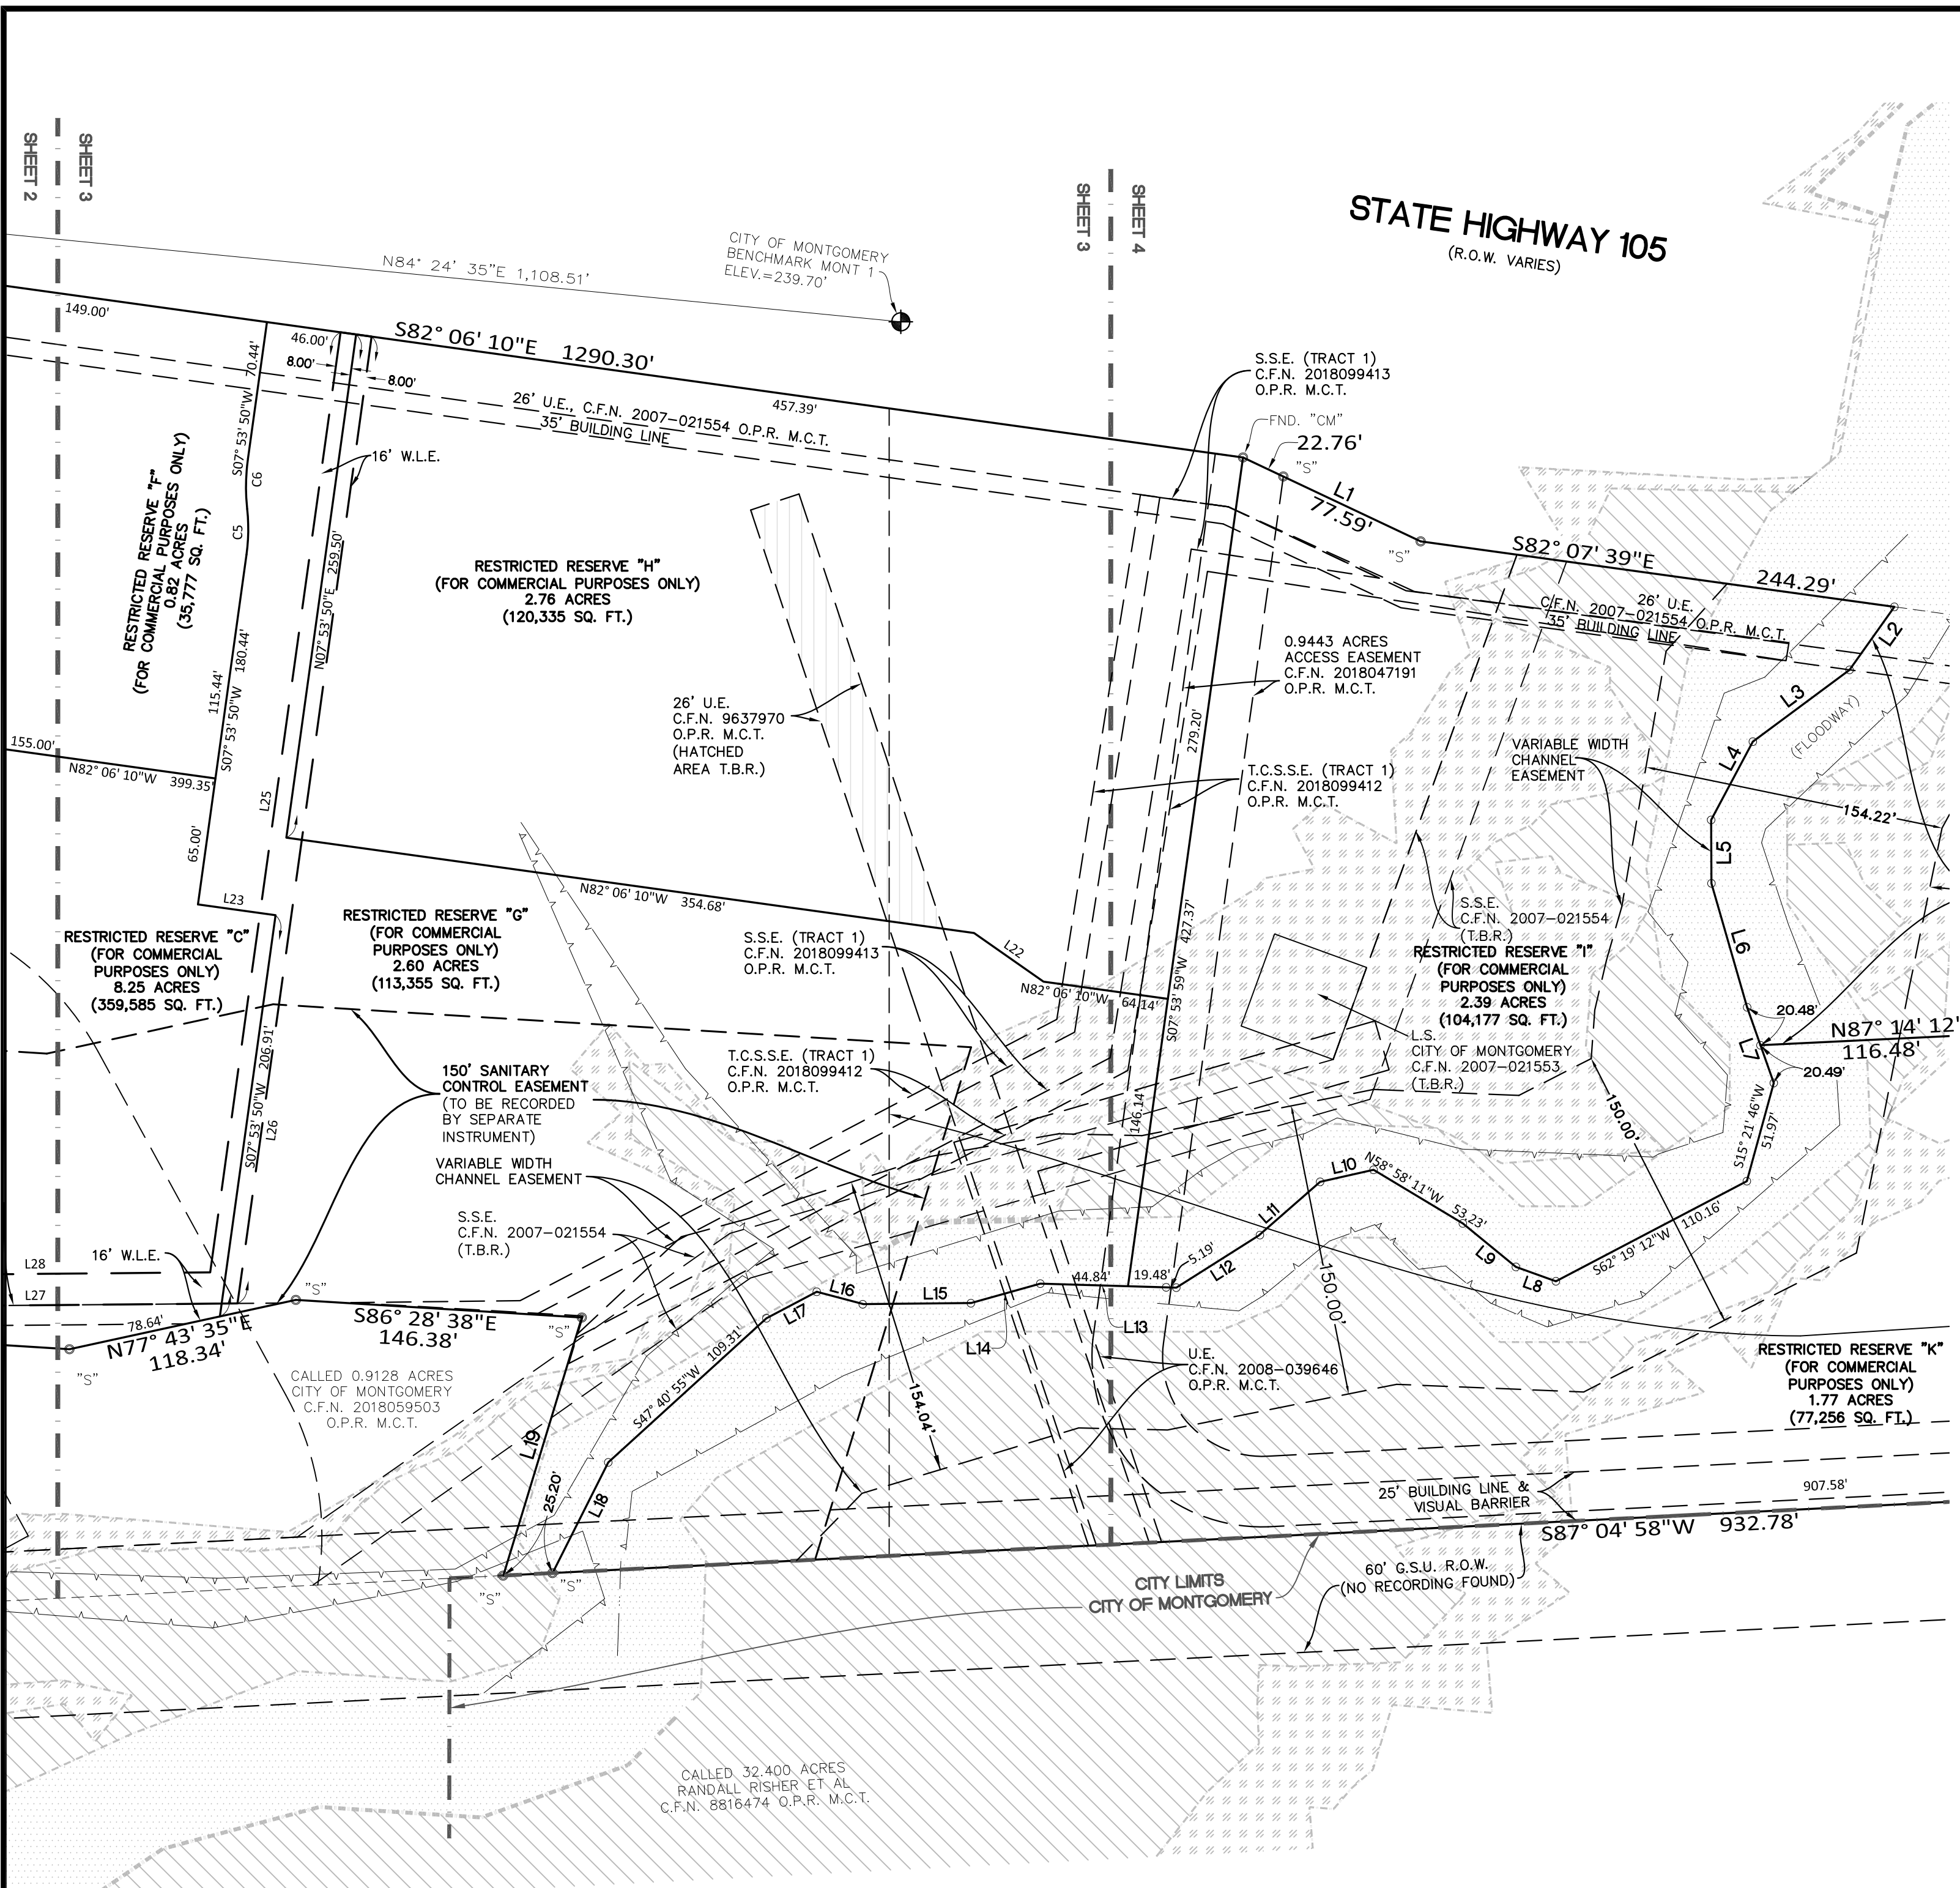 SHEET 2
SHEET 3
SHEET 3
SHEET 4
STATE HIGHWAY 105
(R.O.W. VARIES)
CITY OF MONTGOMERY
BENCHMARK MONT 1
ELEV.=239.70'
N84° 24' 35"E 1,108.51'
149.00'
46.00'
S82° 06' 10"E 1290.30'
8.00'
8.00'
457.39'
26' U.E., C.F.N. 2007-021554 O.P.R. M.C.T.
35' BUILDING LINE
S.S.E. (TRACT 1)
C.F.N. 2018099413
O.P.R. M.C.T.
FND. "CM"
22.76'
"S"
L1
77.59'
"S"
S82° 07' 39"E
244.29'
26' U.E.
C.F.N. 2007-021554 O.P.R. M.C.T.
35' BUILDING LINE
L2
L3
(FLOODWAY)
L4
L5
L6
L7
S07° 53' 50"W 70.44'
C6
C5
16' W.L.E.
RESTRICTED RESERVE "F"
(FOR COMMERCIAL PURPOSES ONLY)
0.82 ACRES
(35,777 SQ. FT.)
N07° 53' 50"E 259.50'
RESTRICTED RESERVE "H"
(FOR COMMERCIAL PURPOSES ONLY)
2.76 ACRES
(120,335 SQ. FT.)
115.44'
S07° 53' 50"W 180.44'
26' U.E.
C.F.N. 9637970
O.P.R. M.C.T.
(HATCHED
AREA T.B.R.)
0.9443 ACRES
ACCESS EASEMENT
C.F.N. 2018047191
O.P.R. M.C.T.
279.20'
T.C.S.S.E. (TRACT 1)
C.F.N. 2018099412
O.P.R. M.C.T.
VARIABLE WIDTH
CHANNEL
EASEMENT
154.22'
155.00'
N82° 06' 10"W 399.35'
65.00'
L25
L23
N82° 06' 10"W 354.68'
L22
N82° 06' 10"W 64.14'
S07° 53' 59"W 427.37'
RESTRICTED RESERVE "C"
(FOR COMMERCIAL
PURPOSES ONLY)
8.25 ACRES
(359,585 SQ. FT.)
RESTRICTED RESERVE "G"
(FOR COMMERCIAL
PURPOSES ONLY)
2.60 ACRES
(113,355 SQ. FT.)
S.S.E. (TRACT 1)
C.F.N. 2018099413
O.P.R. M.C.T.
S.S.E.
C.F.N. 2007-021554
(T.B.R.)
RESTRICTED RESERVE "I"
(FOR COMMERCIAL
PURPOSES ONLY)
2.39 ACRES
(104,177 SQ. FT.)
L.S.
CITY OF MONTGOMERY
C.F.N. 2007-021553
(T.B.R.)
20.48'
N87° 14' 12"
116.48'
20.49'
S15° 21' 46"W
51.97'
150.00'
S07° 53' 50"W 206.91'
L26
150' SANITARY
CONTROL EASEMENT
(TO BE RECORDED
BY SEPARATE
INSTRUMENT)
T.C.S.S.E. (TRACT 1)
C.F.N. 2018099412
O.P.R. M.C.T.
146.14'
VARIABLE WIDTH
CHANNEL EASEMENT
S.S.E.
C.F.N. 2007-021554
(T.B.R.)
L10
N58° 58' 11"W
53.23'
L11
L9
L8
S62° 19' 12"W 110.16'
L28
16' W.L.E.
L27
"S"
78.64'
N77° 43' 35"E
118.34'
"S"
S86° 28' 38"E
146.38'
"S"
L17
L16
L15
44.84'
19.48'
5.19'
L12
L14
L13
150.00'
CALLED 0.9128 ACRES
CITY OF MONTGOMERY
C.F.N. 2018059503
O.P.R. M.C.T.
S47° 40' 55"W 109.31'
154.04'
U.E.
C.F.N. 2008-039646
O.P.R. M.C.T.
RESTRICTED RESERVE "K"
(FOR COMMERCIAL
PURPOSES ONLY)
1.77 ACRES
(77,256 SQ. FT.)
L19
25.20'
L18
25' BUILDING LINE &
VISUAL BARRIER
907.58'
S87° 04' 58"W 932.78'
"S"
"S"
CITY LIMITS
CITY OF MONTGOMERY
60' G.S.U. R.O.W.
(NO RECORDING FOUND)
CALLED 32.400 ACRES
RANDALL RISHER ET AL
C.F.N. 8816474 O.P.R. M.C.T.